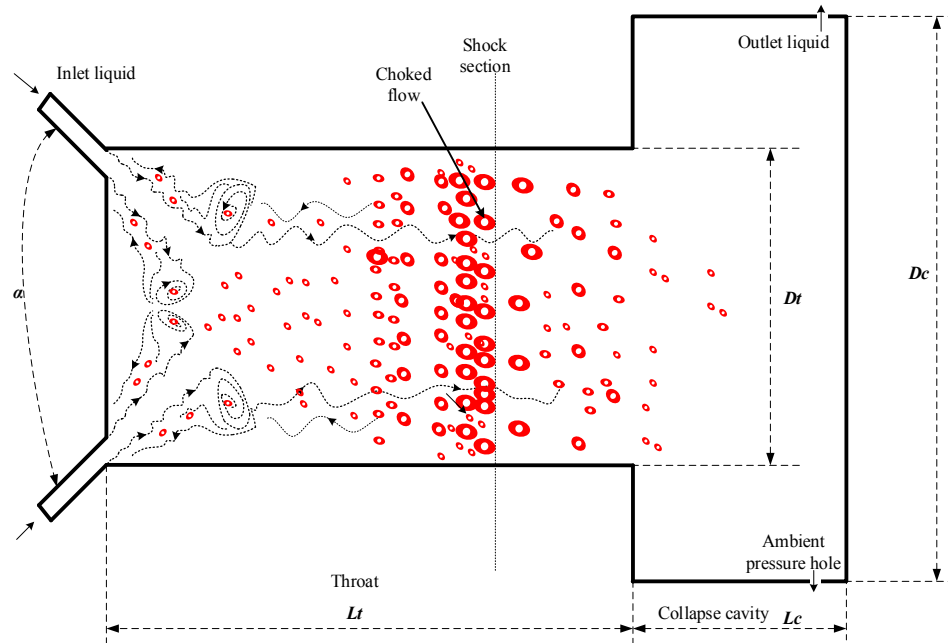 Inlet liquid
Shock
section
Choked
flow
Outlet liquid
α
Dt
Dc
Ambient
pressure hole
Throat
Lt
Collapse cavity
Lc